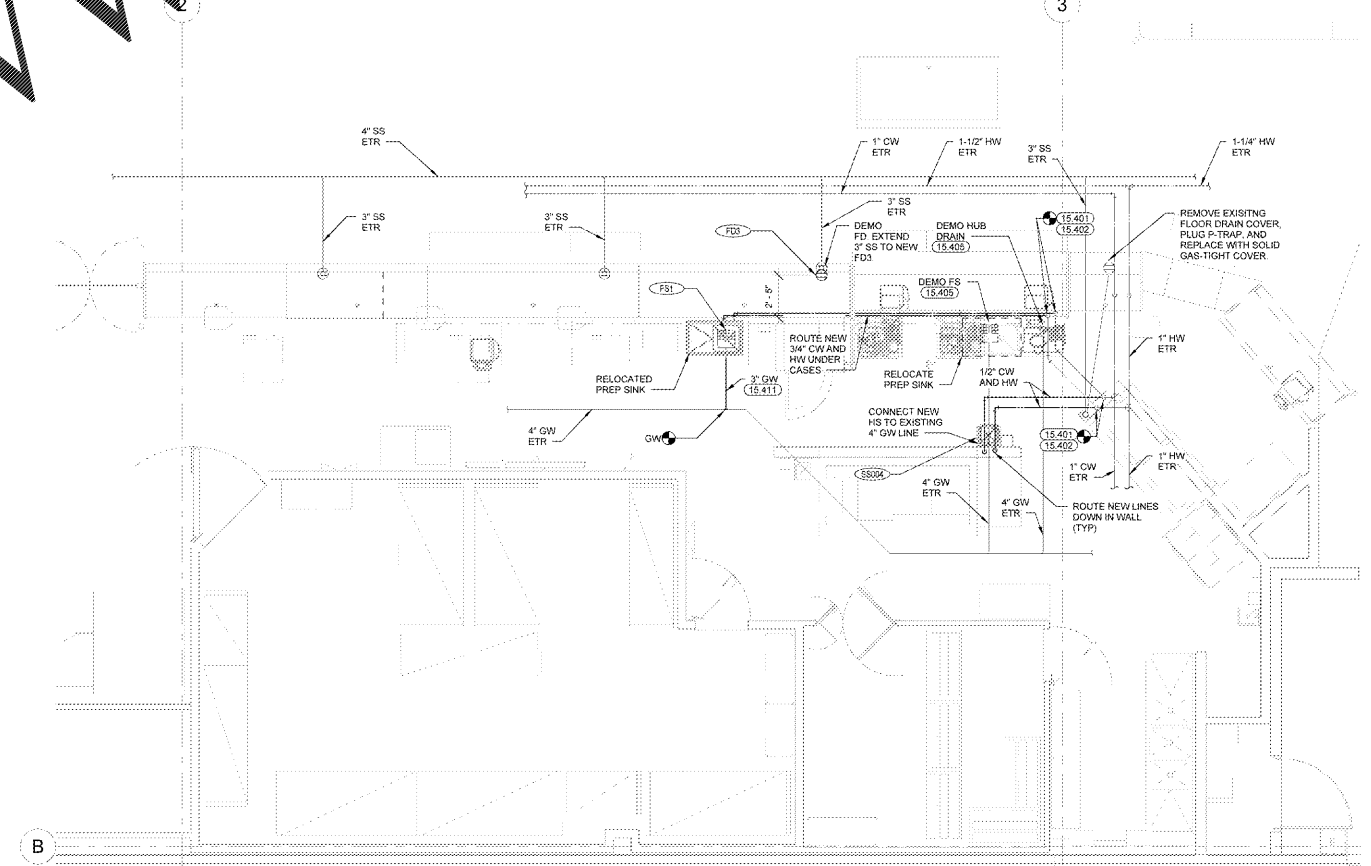 2
3
4" SS
ETR
1" CW
ETR
1-1/2" HW
ETR
3" SS
ETR
1-1/4" HW
ETR
3" SS
ETR
3" SS
ETR
3" SS
ETR
FD3
DEMO
FD. EXTEND
3" SS TO NEW
FD3.
DEMO HUB
DRAIN
15.405
15.401
15.402
REMOVE EXISITNG
FLOOR DRAIN COVER,
PLUG P-TRAP, AND
REPLACE WITH SOLID
GAS-TIGHT COVER.
FS1
2' - 5"
DEMO FS
15.405
ROUTE NEW
3/4" CW AND
HW UNDER
CASES
RELOCATED
PREP SINK
3" GW
15.411
RELOCATE
PREP SINK
1/2" CW
AND HW
1" HW
ETR
4" GW
ETR
GW
CONNECT NEW
HS TO EXISTING
4" GW LINE
15.401
15.402
SS004
1" CW
ETR
1" HW
ETR
4" GW
ETR
4" GW
ETR
ROUTE NEW LINES
DOWN IN WALL
(TYP)
B